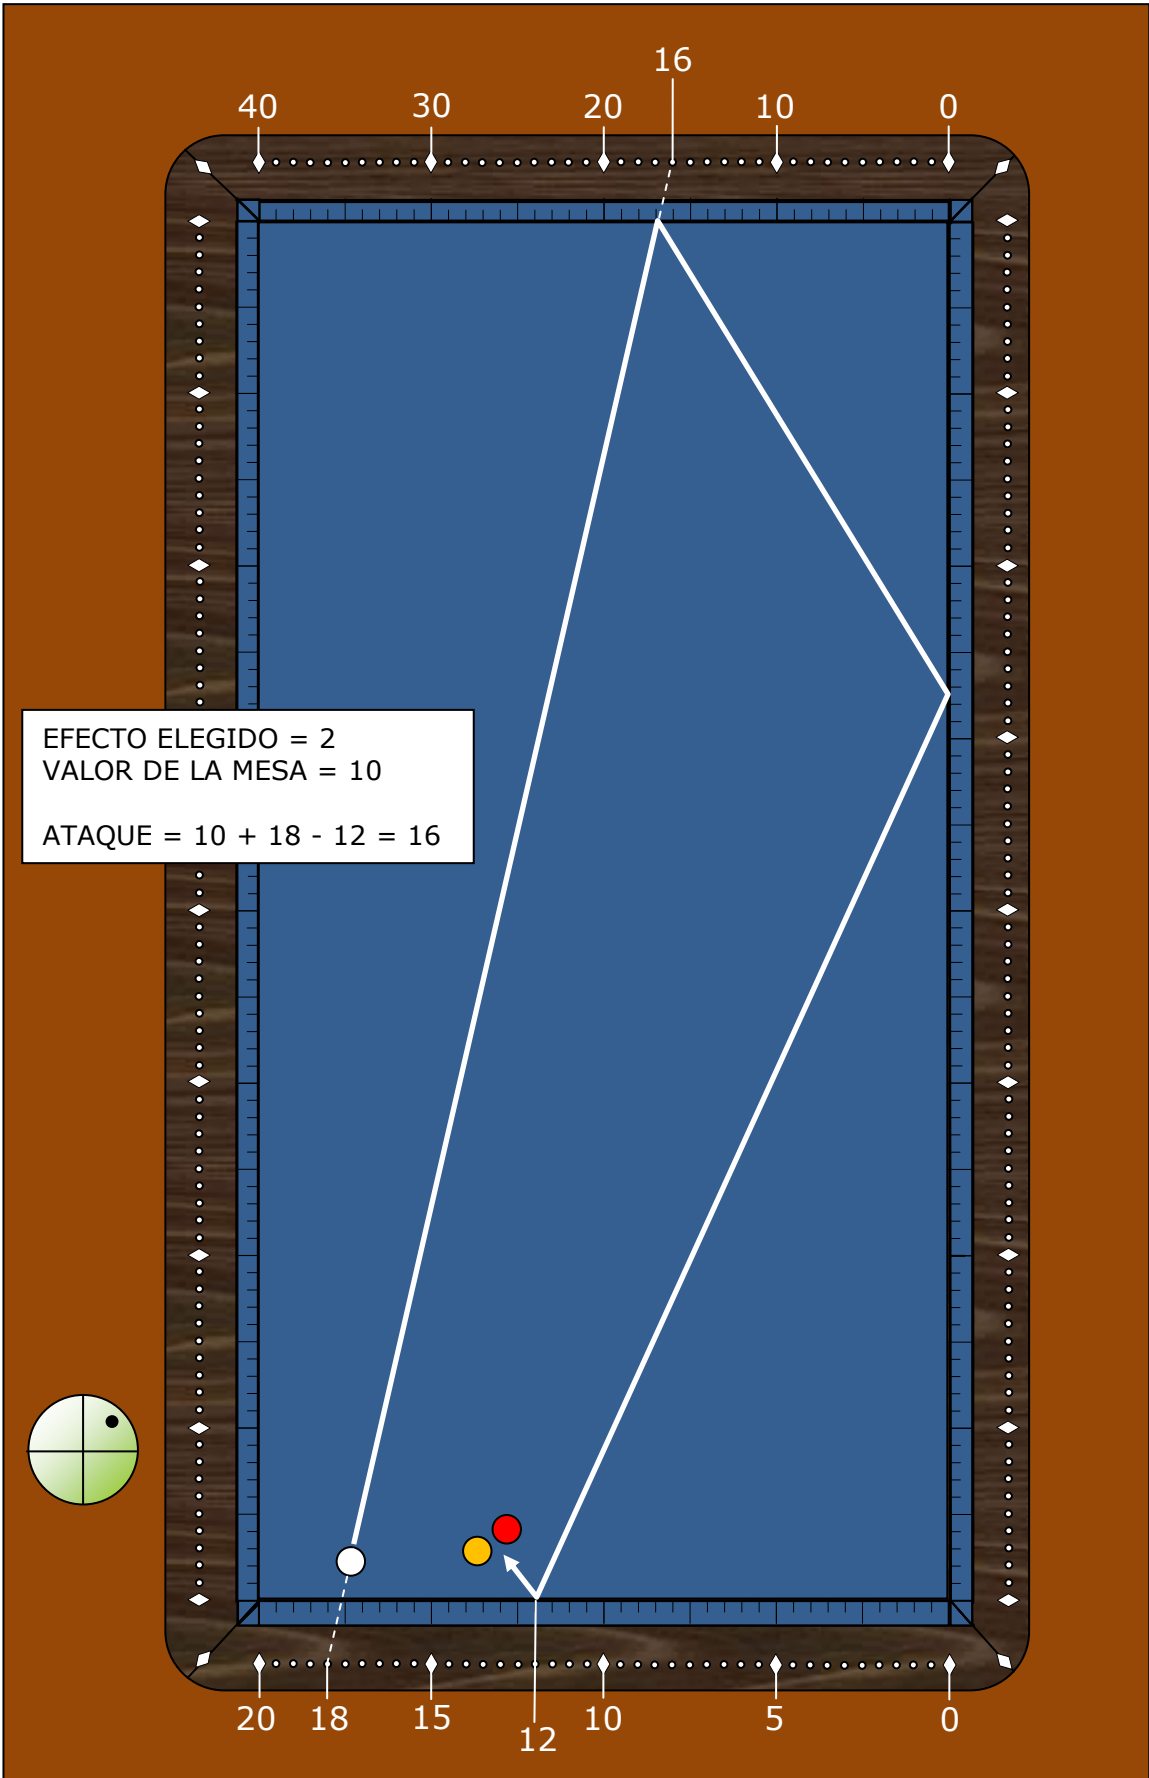 16
40 30 20 10 0
EFECTO ELEGIDO = 2
VALOR DE LA MESA = 10
ATAQUE = 10 + 18 - 12 = 16
20 18 15 10 5 0
12